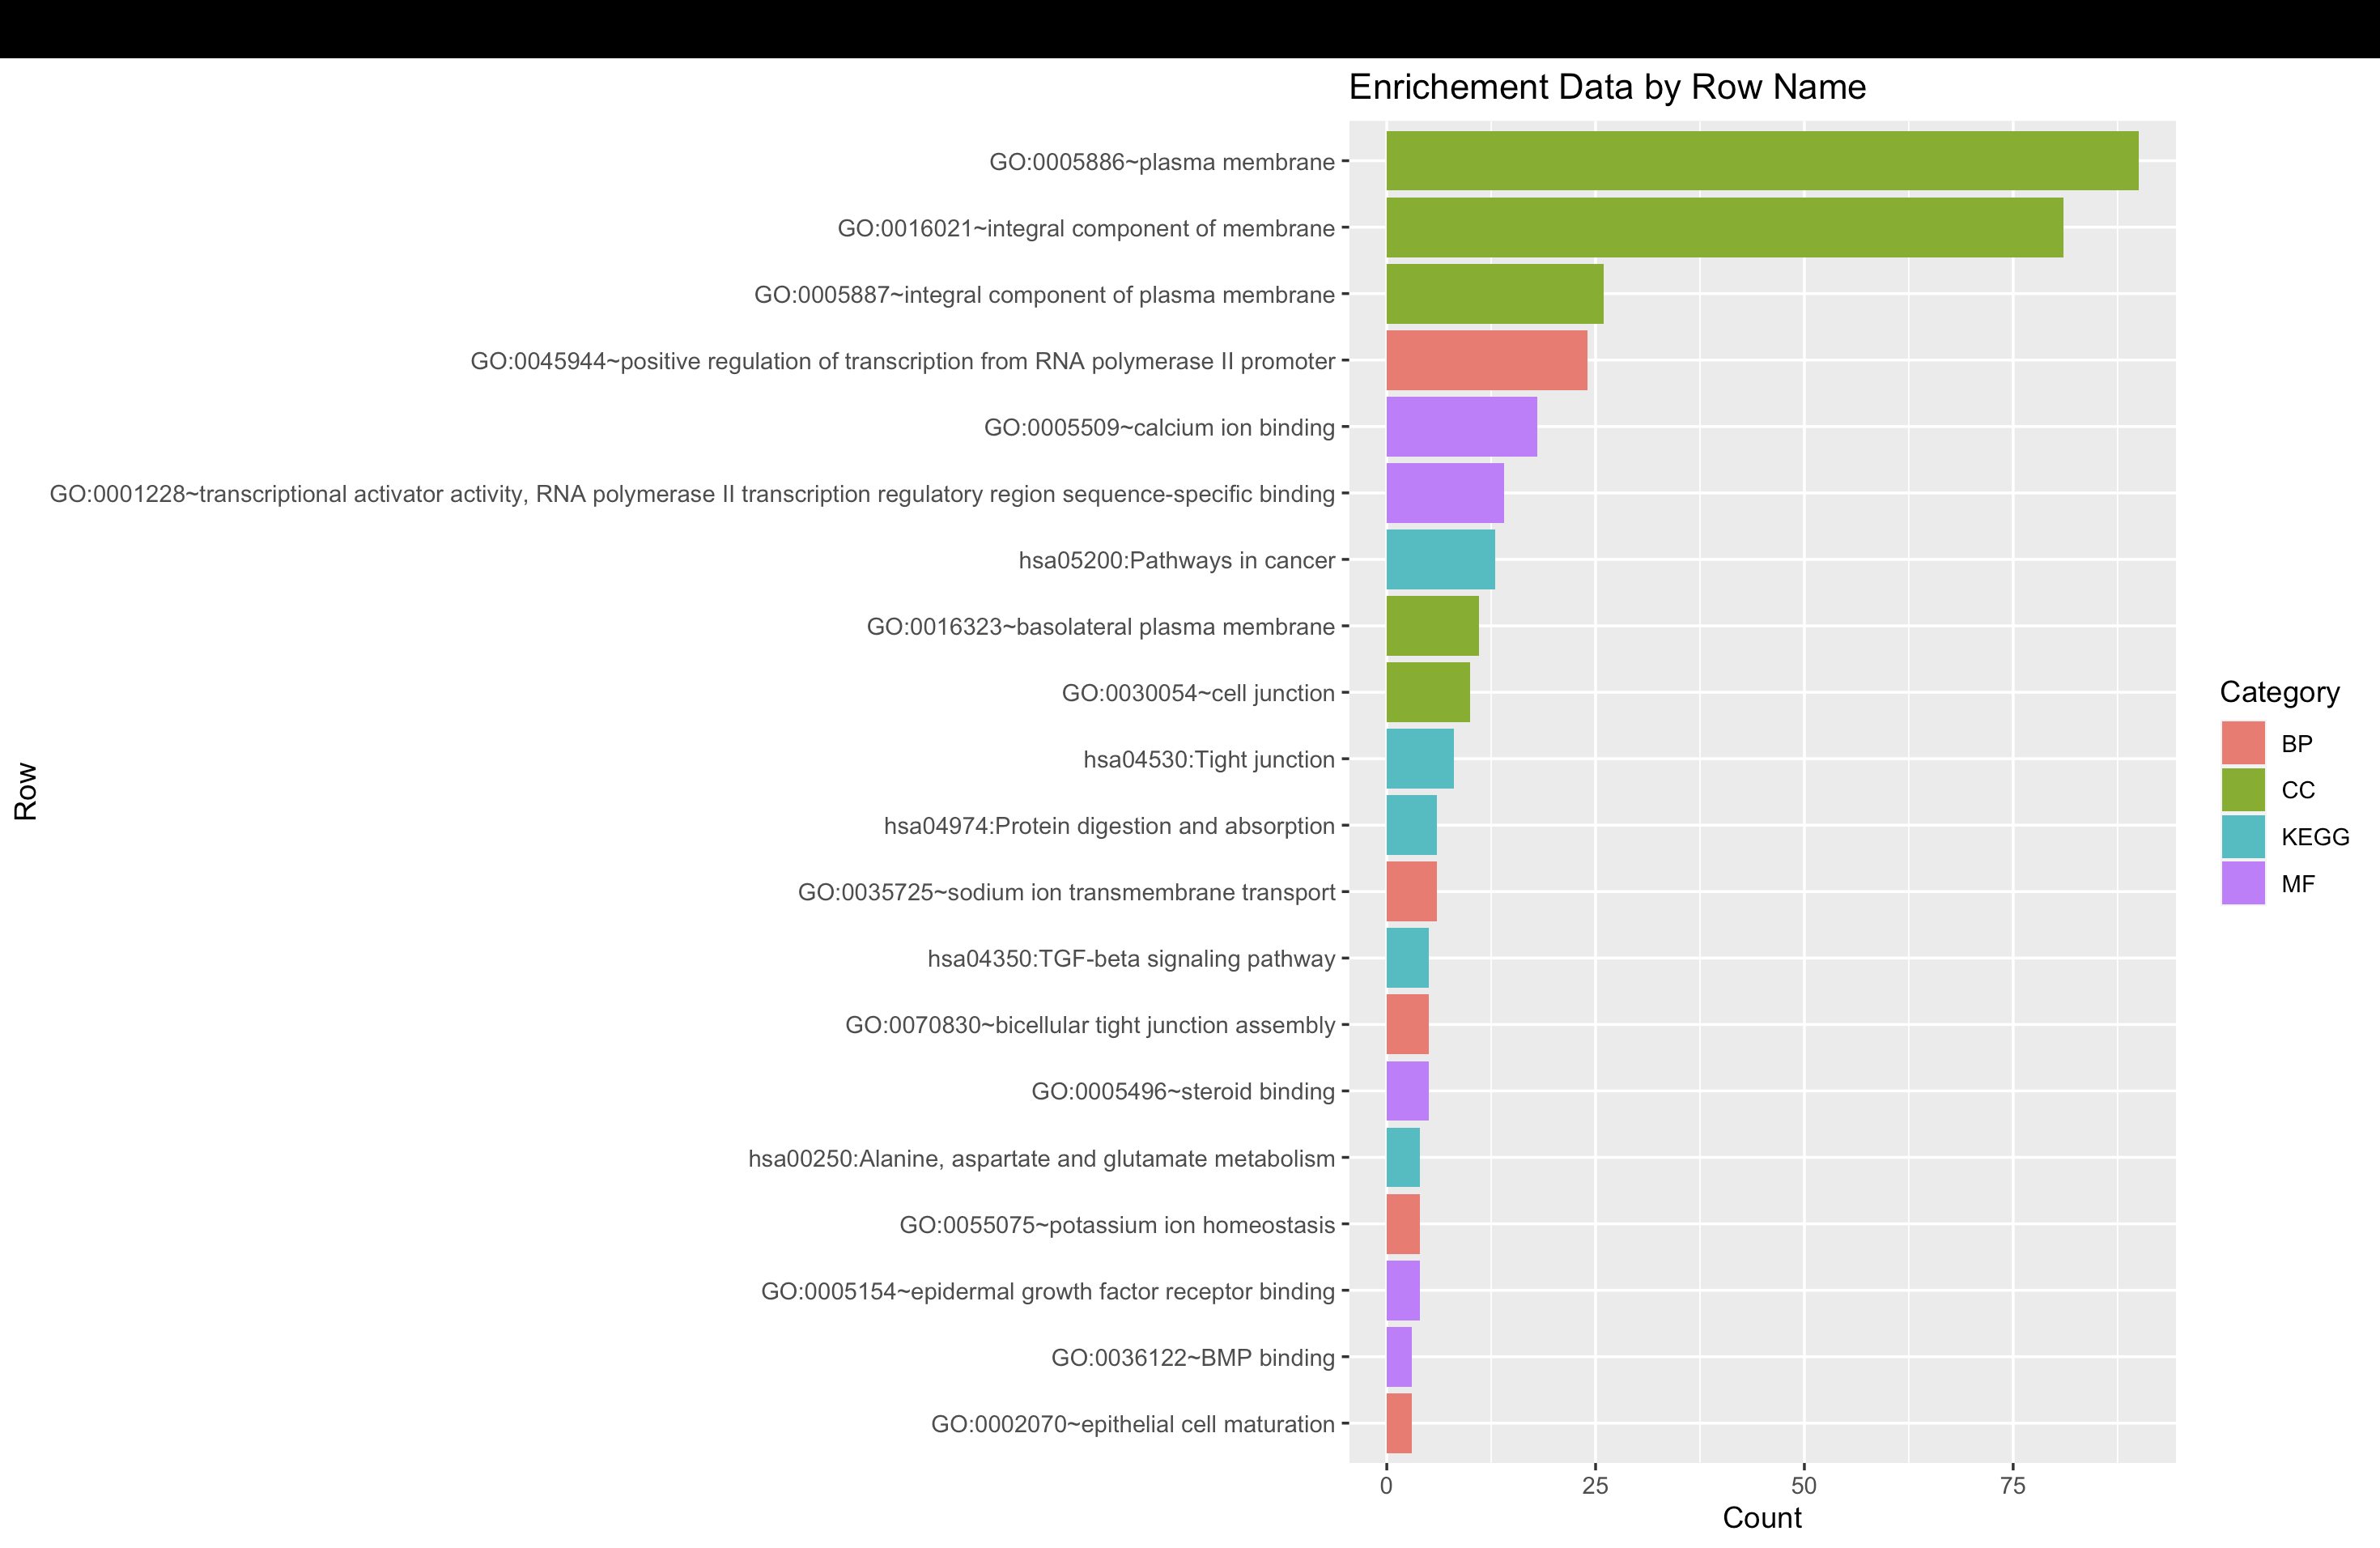 Enrichement Data by Row Name
GO:0005886~plasma membrane
GO:0016021~integral component of membrane
GO:0005887~integral component of plasma membrane
GO:0045944~positive regulation of transcription from RNA polymerase II promoter
GO:0005509~calcium ion binding
GO:0001228~transcriptional activator activity, RNA polymerase II transcription regulatory region sequence-specific binding
hsa05200:Pathways in cancer
GO:0016323~basolateral plasma membrane
GO:0030054~cell junction
hsa04530:Tight junction
hsa04974:Protein digestion and absorption
GO:0035725~sodium ion transmembrane transport
hsa04350:TGF-beta signaling pathway
GO:0070830~bicellular tight junction assembly
GO:0005496~steroid binding
hsa00250:Alanine, aspartate and glutamate metabolism
GO:0055075~potassium ion homeostasis
GO:0005154~epidermal growth factor receptor binding
GO:0036122~BMP binding
GO:0002070~epithelial cell maturation
Row
0 25 50 75
Count
Category
BP
CC
KEGG
MF